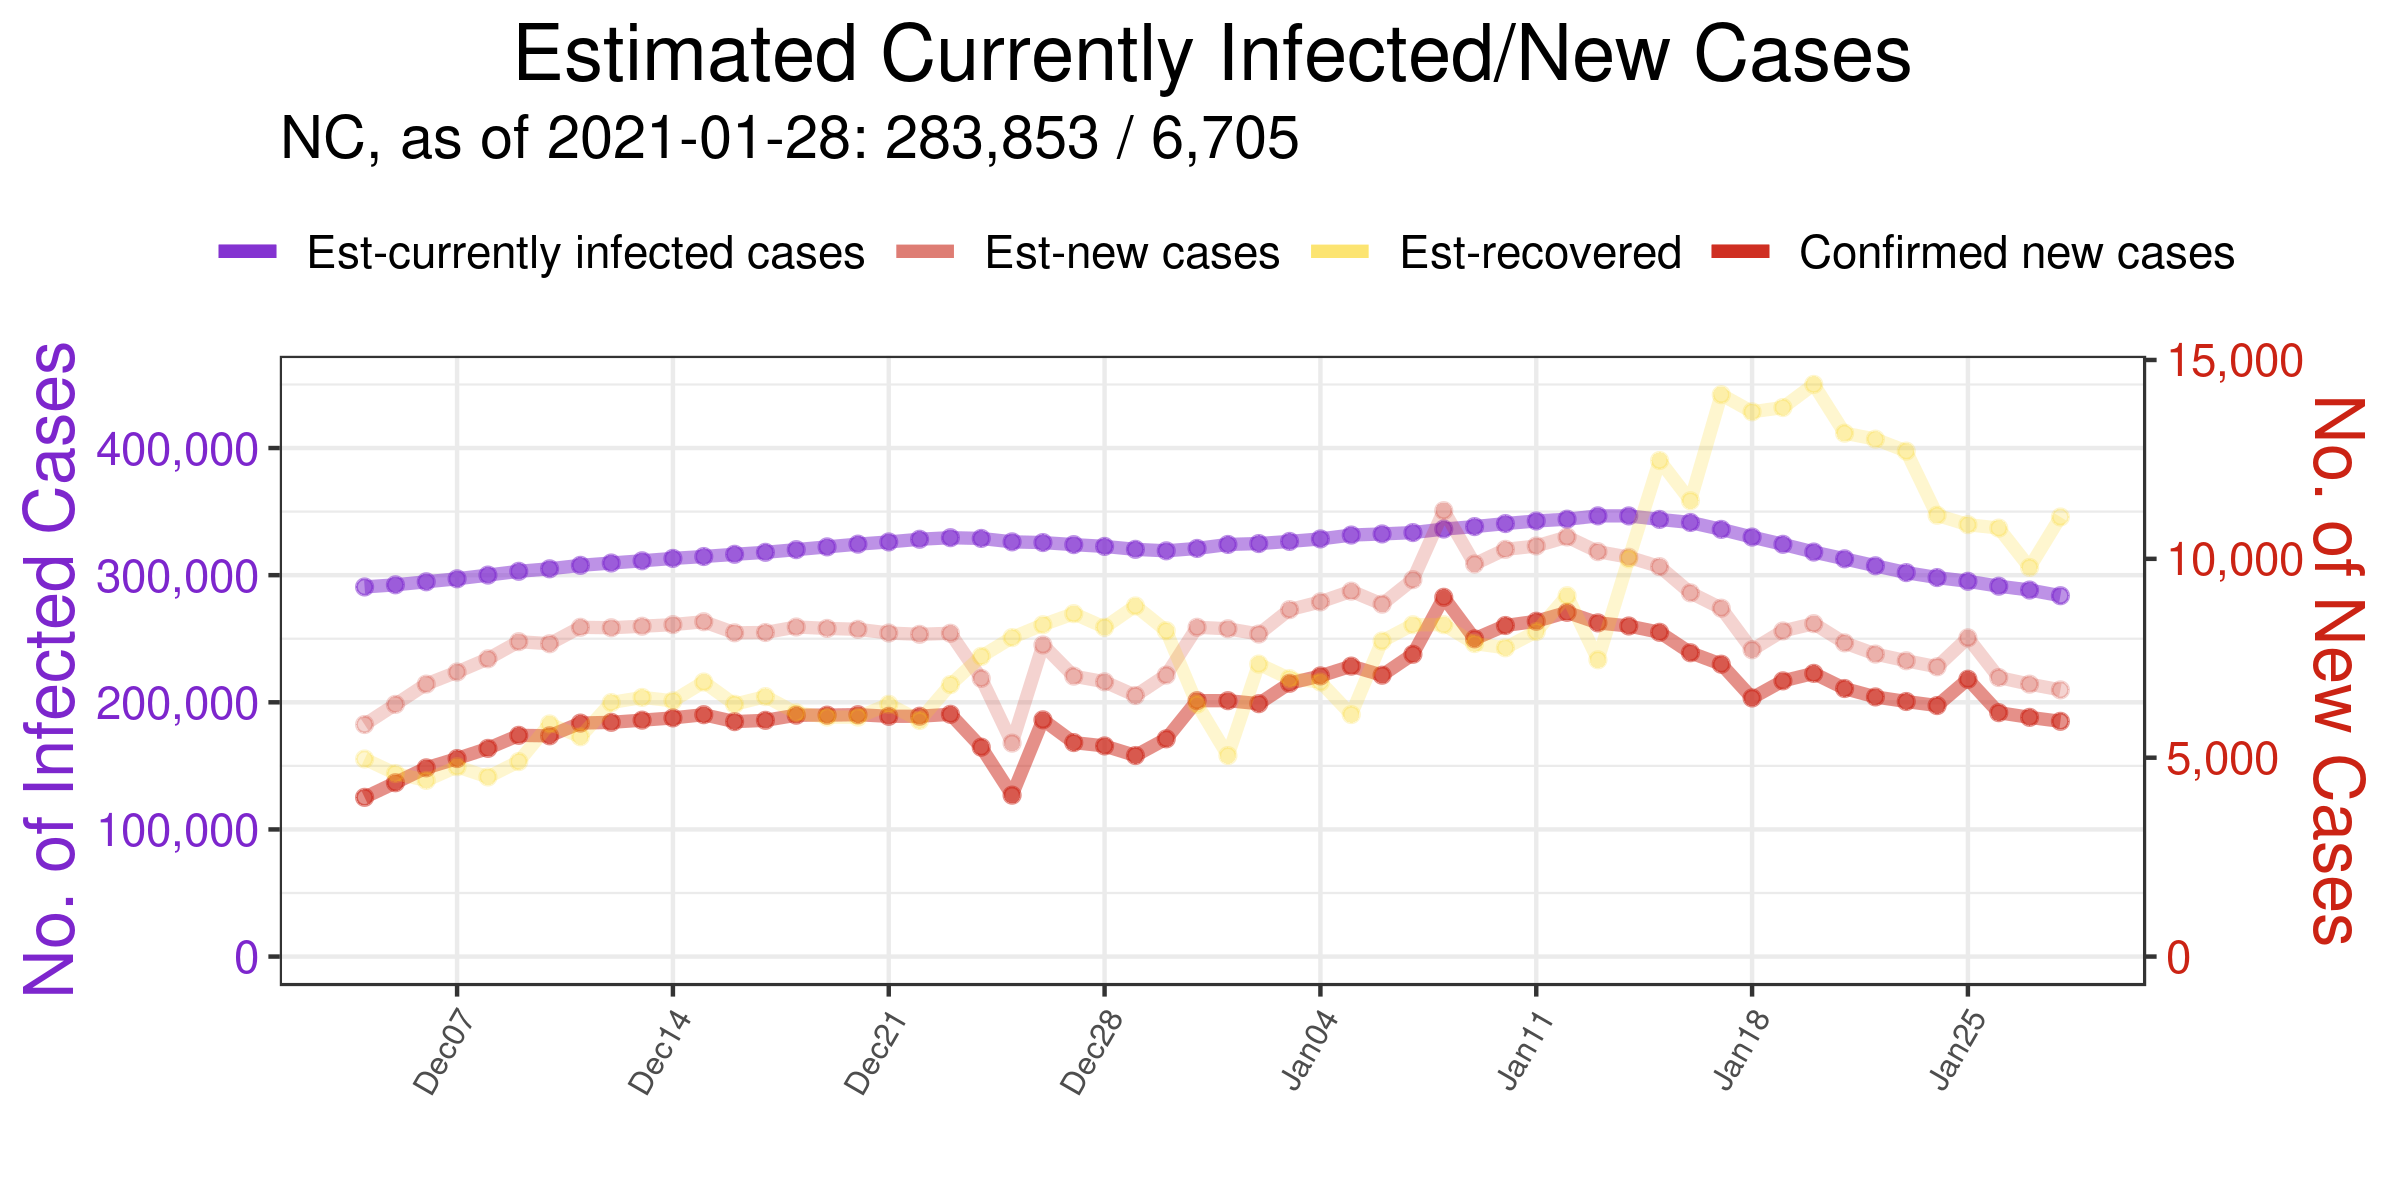 Estimated Currently Infected/New Cases
NC, as of 2021-01-28: 283,853 / 6,705
Est-currently infected cases Est-new cases Est-recovered Confirmed new cases
No. of Infected Cases
400,000
300,000
200,000
100,000
0
15,000
10,000
5,000
0
No. of New Cases
Dec07 Dec14 Dec21 Dec28 Jan04 Jan11 Jan18 Jan25